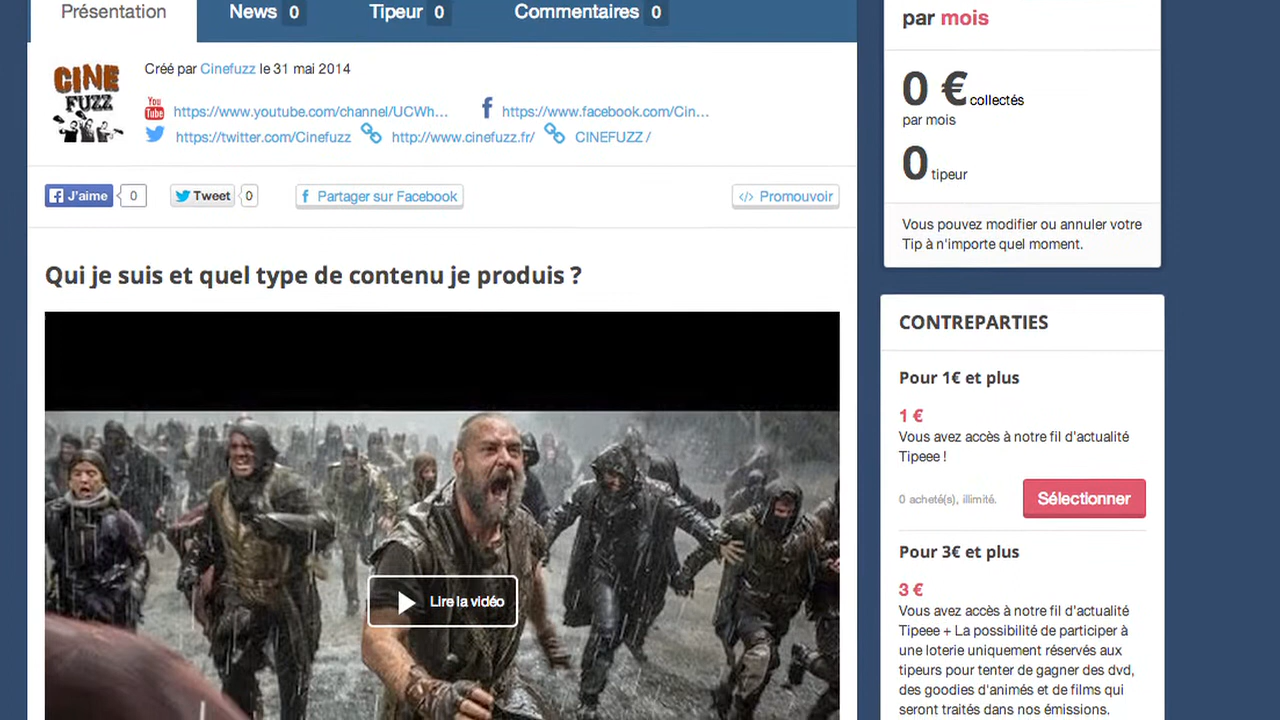 Présentation
News 0
Tipeur 0
Commentaires 0
CINE
FUZZ
Créé par Cinefuzz le 31 mai 2014
You
Tube
https://www.youtube.com/channel/UCWh...
https://www.facebook.com/Cin...
https://twitter.com/Cinefuzz
http://www.cinefuzz.fr/
CINEFUZZ /
J'aime 0
Tweet 0
Partager sur Facebook
</> Promouvoir
Qui je suis et quel type de contenu je produis ?
Lire la vidéo
par mois
0 € collectés
par mois
0 tipeur
Vous pouvez modifier ou annuler votre
Tip à n'importe quel moment.
CONTREPARTIES
Pour 1€ et plus
1 €
Vous avez accès à notre fil d'actualité
Tipeee !
0 acheté(s), illimité.
Sélectionner
Pour 3€ et plus
3 €
Vous avez accès à notre fil d'actualité
Tipeee + La possibilité de participer à
une loterie uniquement réservés aux
tipeurs pour tenter de gagner des dvd,
des goodies d'animés et de films qui
seront traités dans nos émissions.